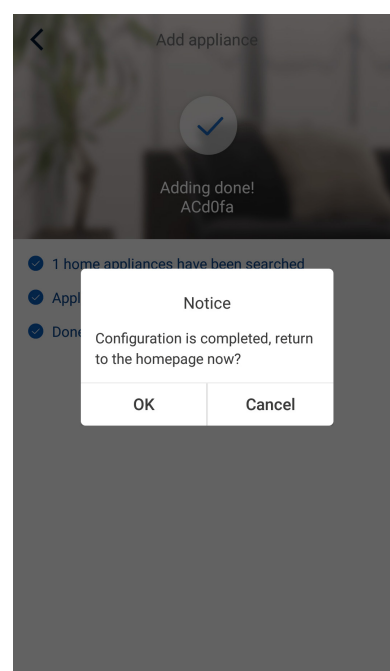 Add appliance
Adding done!
ACd0fa
1 home appliances have been searched
Appl
Done
Notice
Configuration is completed, return
to the homepage now?
OK
Cancel